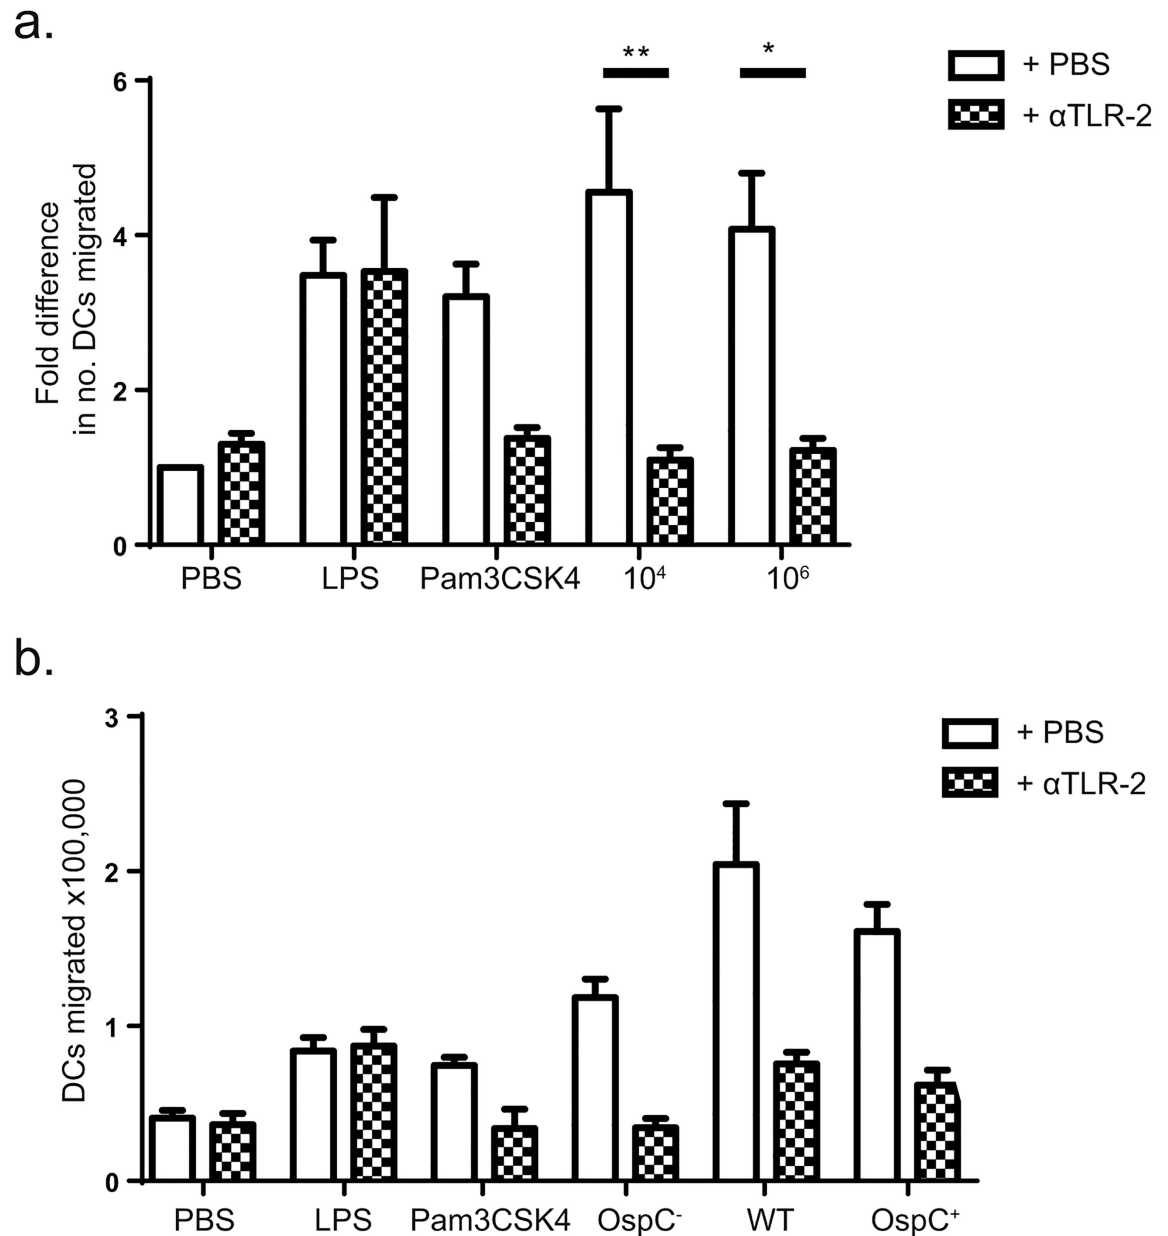 a.
**
*
+ PBS
+ αTLR-2
Fold difference
in no. DCs migrated
6
4
2
0
PBS LPS Pam3CSK4 10⁴ 10⁶
b.
+ PBS
+ αTLR-2
DCs migrated x100,000
3
2
1
0
PBS LPS Pam3CSK4 OspC⁻ WT OspC⁺